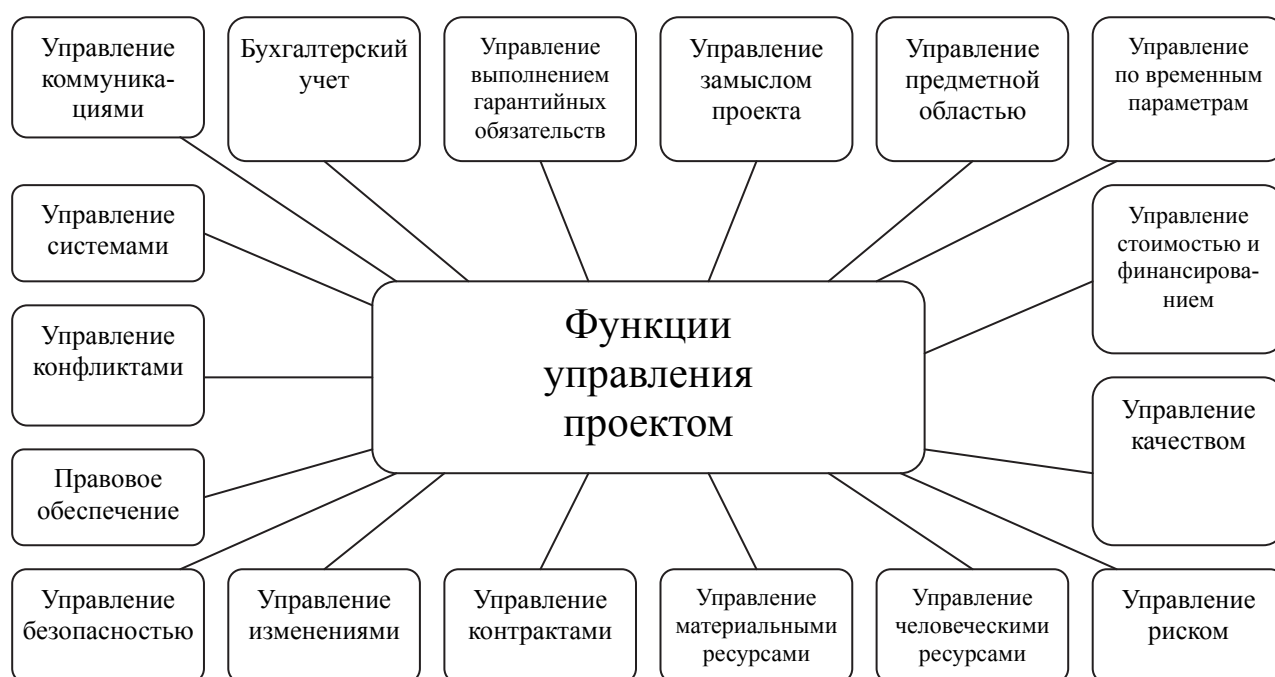 Управление
коммуника-
циями
Бухгалтерский
учет
Управление
выполнением
гарантийных
обязательств
Управление
замыслом
проекта
Управление
предметной
областью
Управление
по временным
параметрам
Управление
системами
Управление
стоимостью и
финансирова-
нием
Функции
управления
проектом
Управление
конфликтами
Управление
качеством
Правовое
обеспечение
Управление
безопасностью
Управление
изменениями
Управление
контрактами
Управление
материальными
ресурсами
Управление
человеческими
ресурсами
Управление
риском